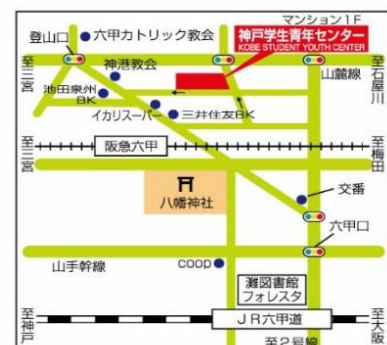 マンション1F
登山口
六甲カトリック教会
神戸学生青年センター
KOBE STUDENT YOUTH CENTER
至三宮
神港教会
至石屋川
山麓線
池田泉州
BK
イカリスーパー
三井住友BK
至三宮
阪急六甲
至梅田
八幡神社
交番
六甲口
山手幹線
coop
灘図書館
フォレスタ
至神戸
JR六甲道
至大阪
至2号線